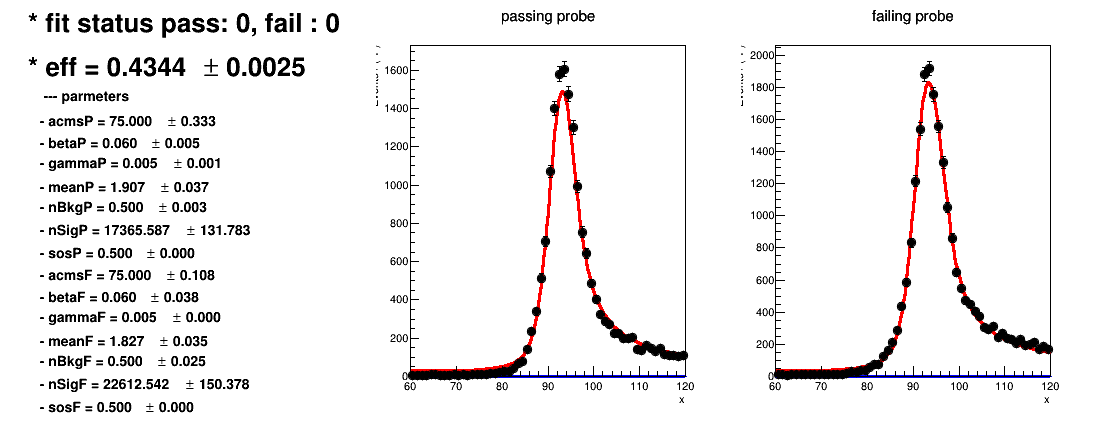 * fit status pass: 0, fail : 0
* eff = 0.4344 ± 0.0025
--- parmeters
- acmsP = 75.000 ± 0.333
- betaP = 0.060 ± 0.005
- gammaP = 0.005 ± 0.001
- meanP = 1.907 ± 0.037
- nBkgP = 0.500 ± 0.003
- nSigP = 17365.587 ± 131.783
- sosP = 0.500 ± 0.000
- acmsF = 75.000 ± 0.108
- betaF = 0.060 ± 0.038
- gammaF = 0.005 ± 0.000
- meanF = 1.827 ± 0.035
- nBkgF = 0.500 ± 0.025
- nSigF = 22612.542 ± 150.378
- sosF = 0.500 ± 0.000
passing probe
1600
1400
1200
1000
800
600
400
200
0
60 70 80 90 100 110 120
x
failing probe
2000
1800
1600
1400
1200
1000
800
600
400
200
0
60 70 80 90 100 110 120
x